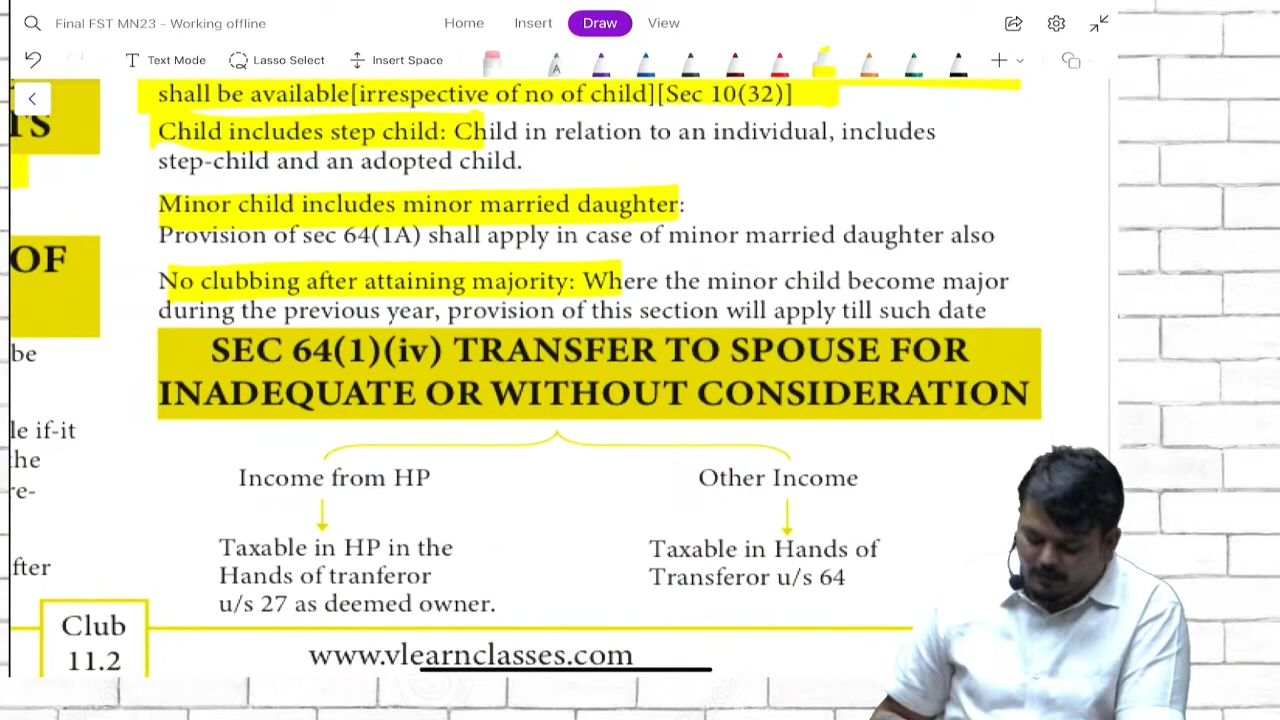 Final FST MN23 - Working offline
Home
Insert
Draw
View
Text Mode
Lasso Select
Insert Space
shall be available[irrespective of no of child][Sec 10(32)]
Child includes step child: Child in relation to an individual, includes
step-child and an adopted child.
Minor child includes minor married daughter:
Provision of sec 64(1A) shall apply in case of minor married daughter also
No clubbing after attaining majority: Where the minor child become major
during the previous year, provision of this section will apply till such date
SEC 64(1)(iv) TRANSFER TO SPOUSE FOR
INADEQUATE OR WITHOUT CONSIDERATION
Income from HP
Other Income
Taxable in HP in the
Hands of tranferor
u/s 27 as deemed owner.
Taxable in Hands of
Transferor u/s 64
OF
be
le if-it
the
re-
fter
Club
11.2
www.vlearnclasses.com